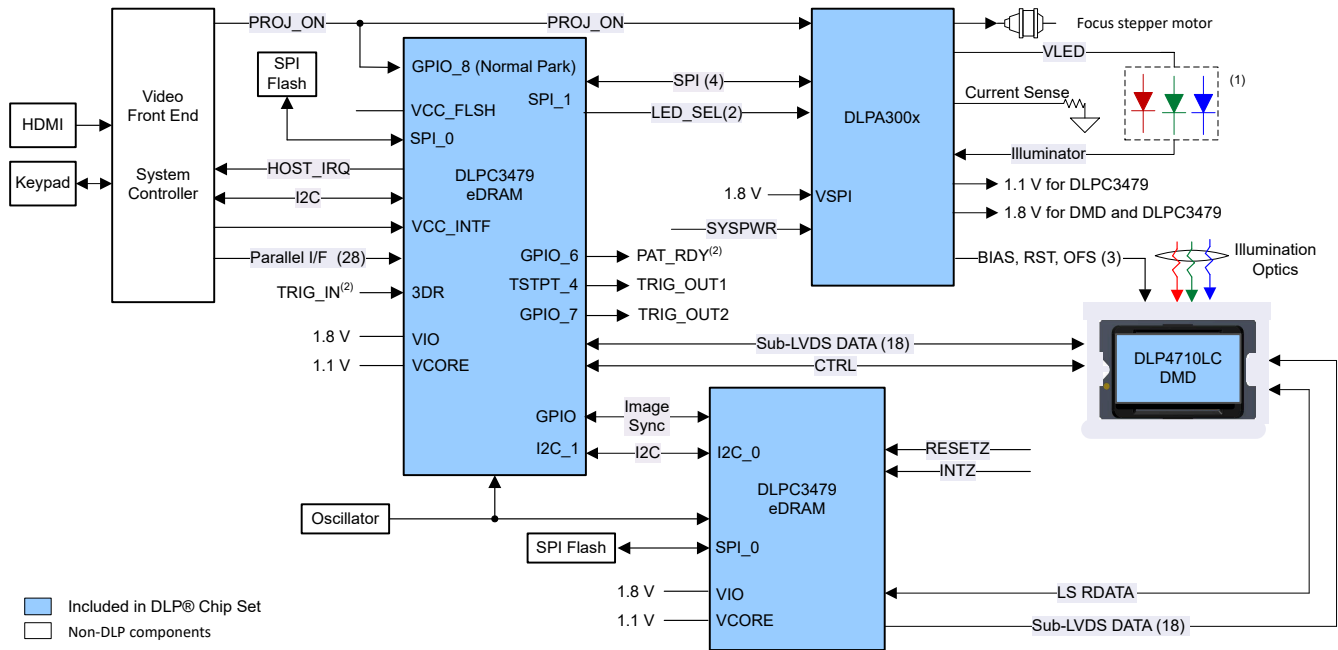 PROJ_ON
PROJ_ON
Focus stepper motor
SPI
Flash
GPIO_8 (Normal Park)
VLED
(1)
SPI (4)
Video
Front End
VCC_FLSH
SPI_1
LED_SEL(2)
DLPA300x
Current Sense
HDMI
SPI_0
HOST_IRQ
Illuminator
Keypad
System
Controller
DLPC3479
eDRAM
I2C
1.8 V
VSPI
1.1 V for DLPC3479
1.8 V for DMD and DLPC3479
VCC_INTF
SYSPWR
Parallel I/F (28)
GPIO_6
PAT_RDY(2)
BIAS, RST, OFS (3)
Illumination
Optics
TRIG_IN(2)
3DR
TSTPT_4
TRIG_OUT1
GPIO_7
TRIG_OUT2
1.8 V
VIO
Sub-LVDS DATA (18)
1.1 V
VCORE
CTRL
DLP4710LC
DMD
GPIO
Image
Sync
I2C_1
I2C
I2C_0
RESETZ
INTZ
DLPC3479
eDRAM
Oscillator
SPI Flash
SPI_0
1.8 V
VIO
LS RDATA
1.1 V
VCORE
Sub-LVDS DATA (18)
Included in DLP® Chip Set
Non-DLP components